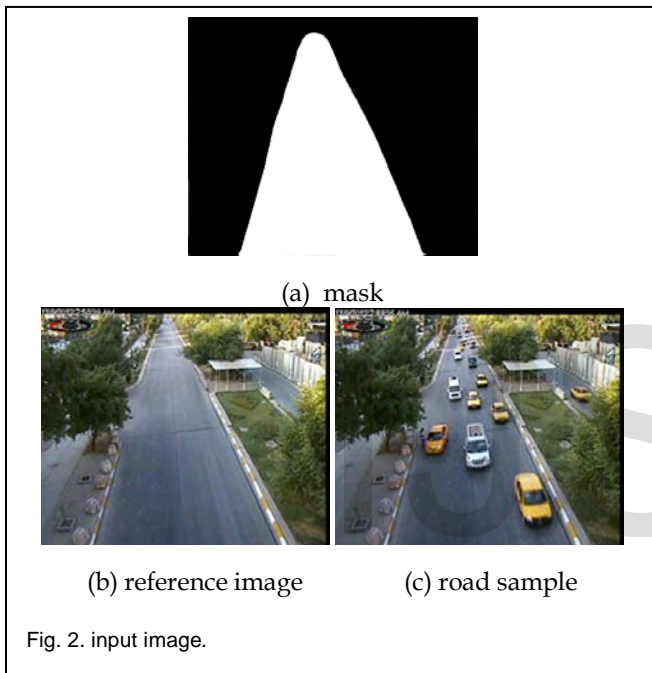 (a) mask
(b) reference image
(c) road sample
Fig. 2. input image.